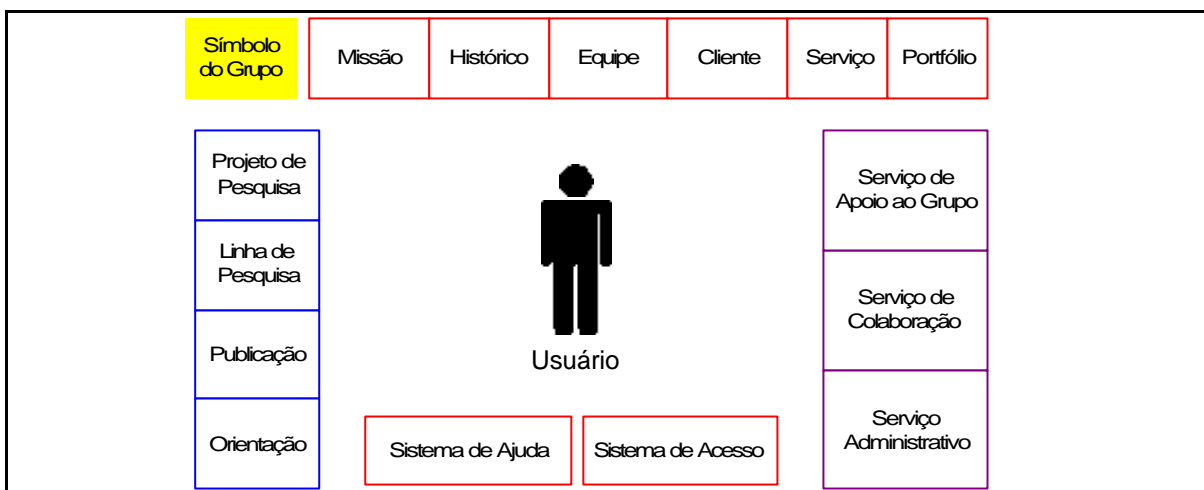 Símbolo
do Grupo
Missão
Histórico
Equipe
Cliente
Serviço
Portfólio
Projeto de
Pesquisa
Linha de
Pesquisa
Publicação
Orientação
Usuário
Sistema de Ajuda
Sistema de Acesso
Serviço de
Apoio ao Grupo
Serviço de
Colaboração
Serviço
Administrativo